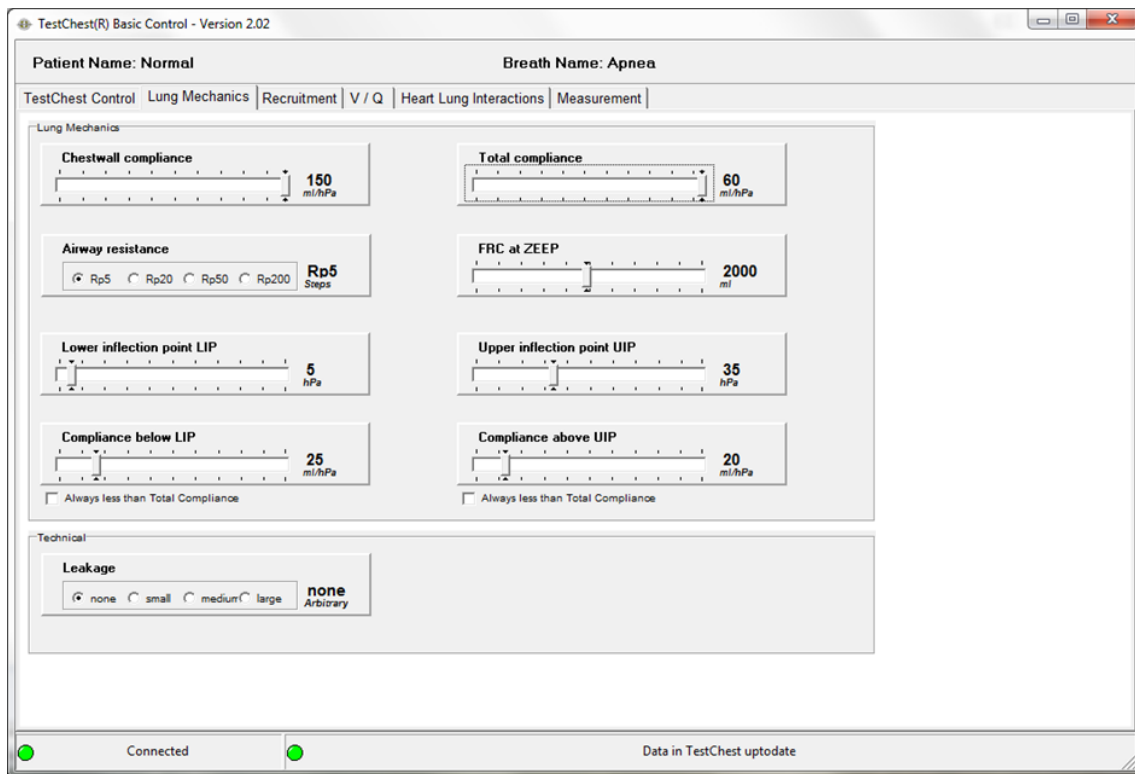 TestChest(R) Basic Control - Version 2.02
Patient Name: Normal Breath Name: Apnea
TestChest Control Lung Mechanics Recruitment V / Q Heart Lung Interactions Measurement
Lung Mechanics
Chestwall compliance
150
ml/hPa
Total compliance
60
ml/hPa
Airway resistance
Rp5 Rp20 Rp50 Rp200
Rp5
Steps
FRC at ZEEP
2000
ml
Lower inflection point LIP
5
hPa
Upper inflection point UIP
35
hPa
Compliance below LIP
25
ml/hPa
Always less than Total Compliance
Compliance above UIP
20
ml/hPa
Always less than Total Compliance
Technical
Leakage
none small medium large
none
Arbitrary
Connected Data in TestChest uptodate